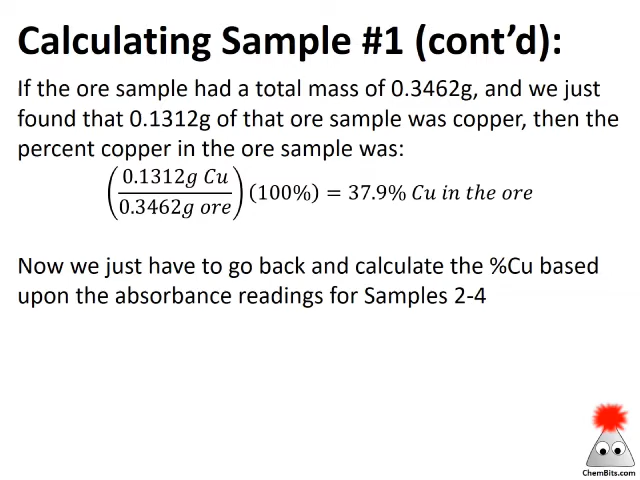 Calculating Sample #1 (cont’d):
If the ore sample had a total mass of 0.3462g, and we just
found that 0.1312g of that ore sample was copper, then the
percent copper in the ore sample was:
(0.1312g Cu / 0.3462g ore) (100%) = 37.9% Cu in the ore
Now we just have to go back and calculate the %Cu based
upon the absorbance readings for Samples 2-4
ChemBits.com